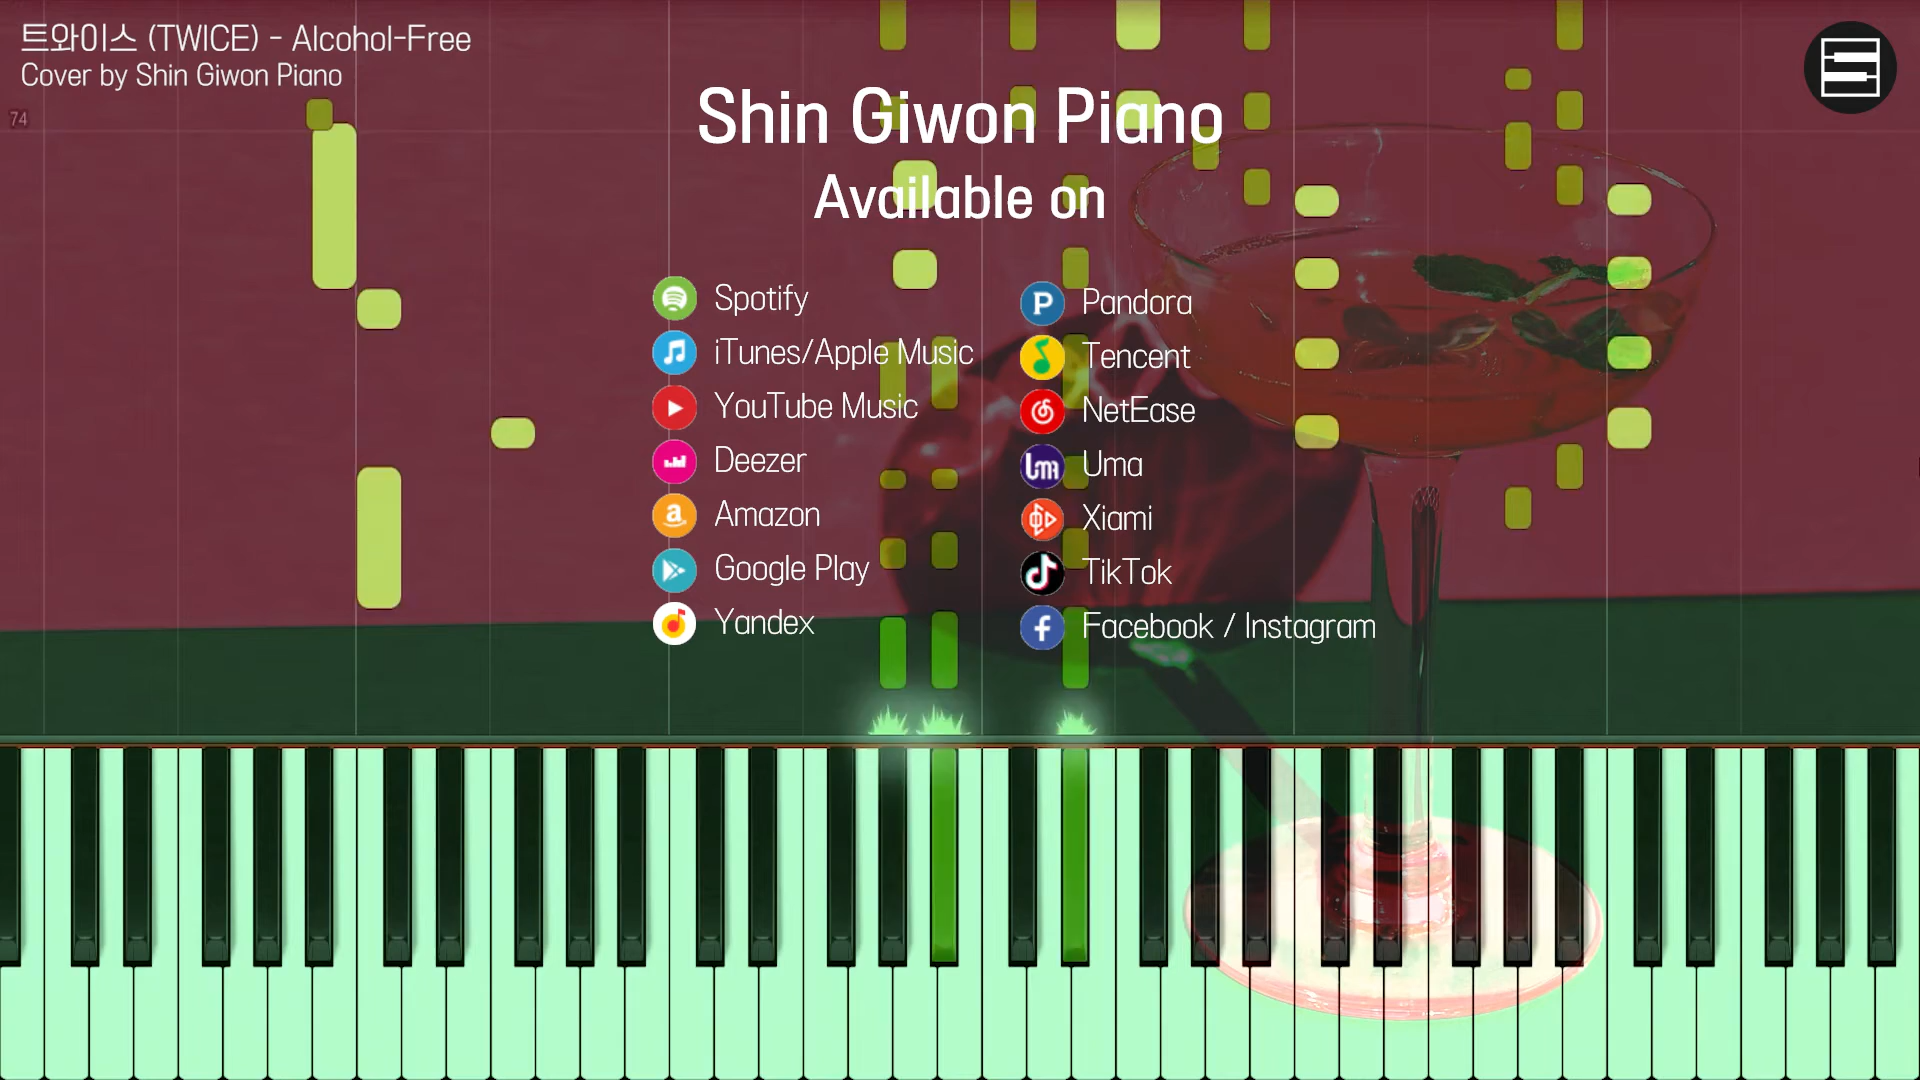 트와이스 (TWICE) - Alcohol-Free
Cover by Shin Giwon Piano
74
Shin Giwon Piano
Available on
Spotify
iTunes/Apple Music
YouTube Music
Deezer
Amazon
Google Play
Yandex
Pandora
Tencent
NetEase
Uma
Xiami
TikTok
Facebook / Instagram